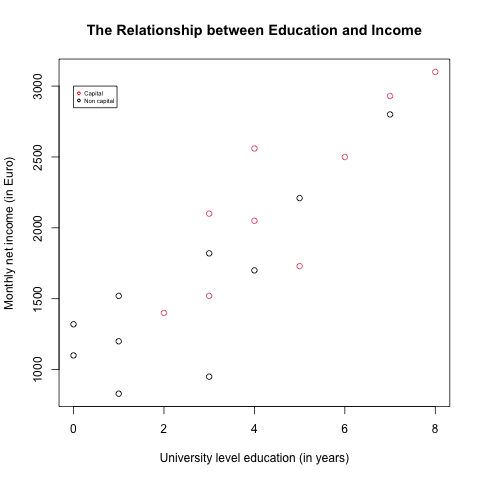 The Relationship between Education and Income
Capital
Non capital
Monthly net income (in Euro)
3000
2500
2000
1500
1000
0 2 4 6 8
University level education (in years)